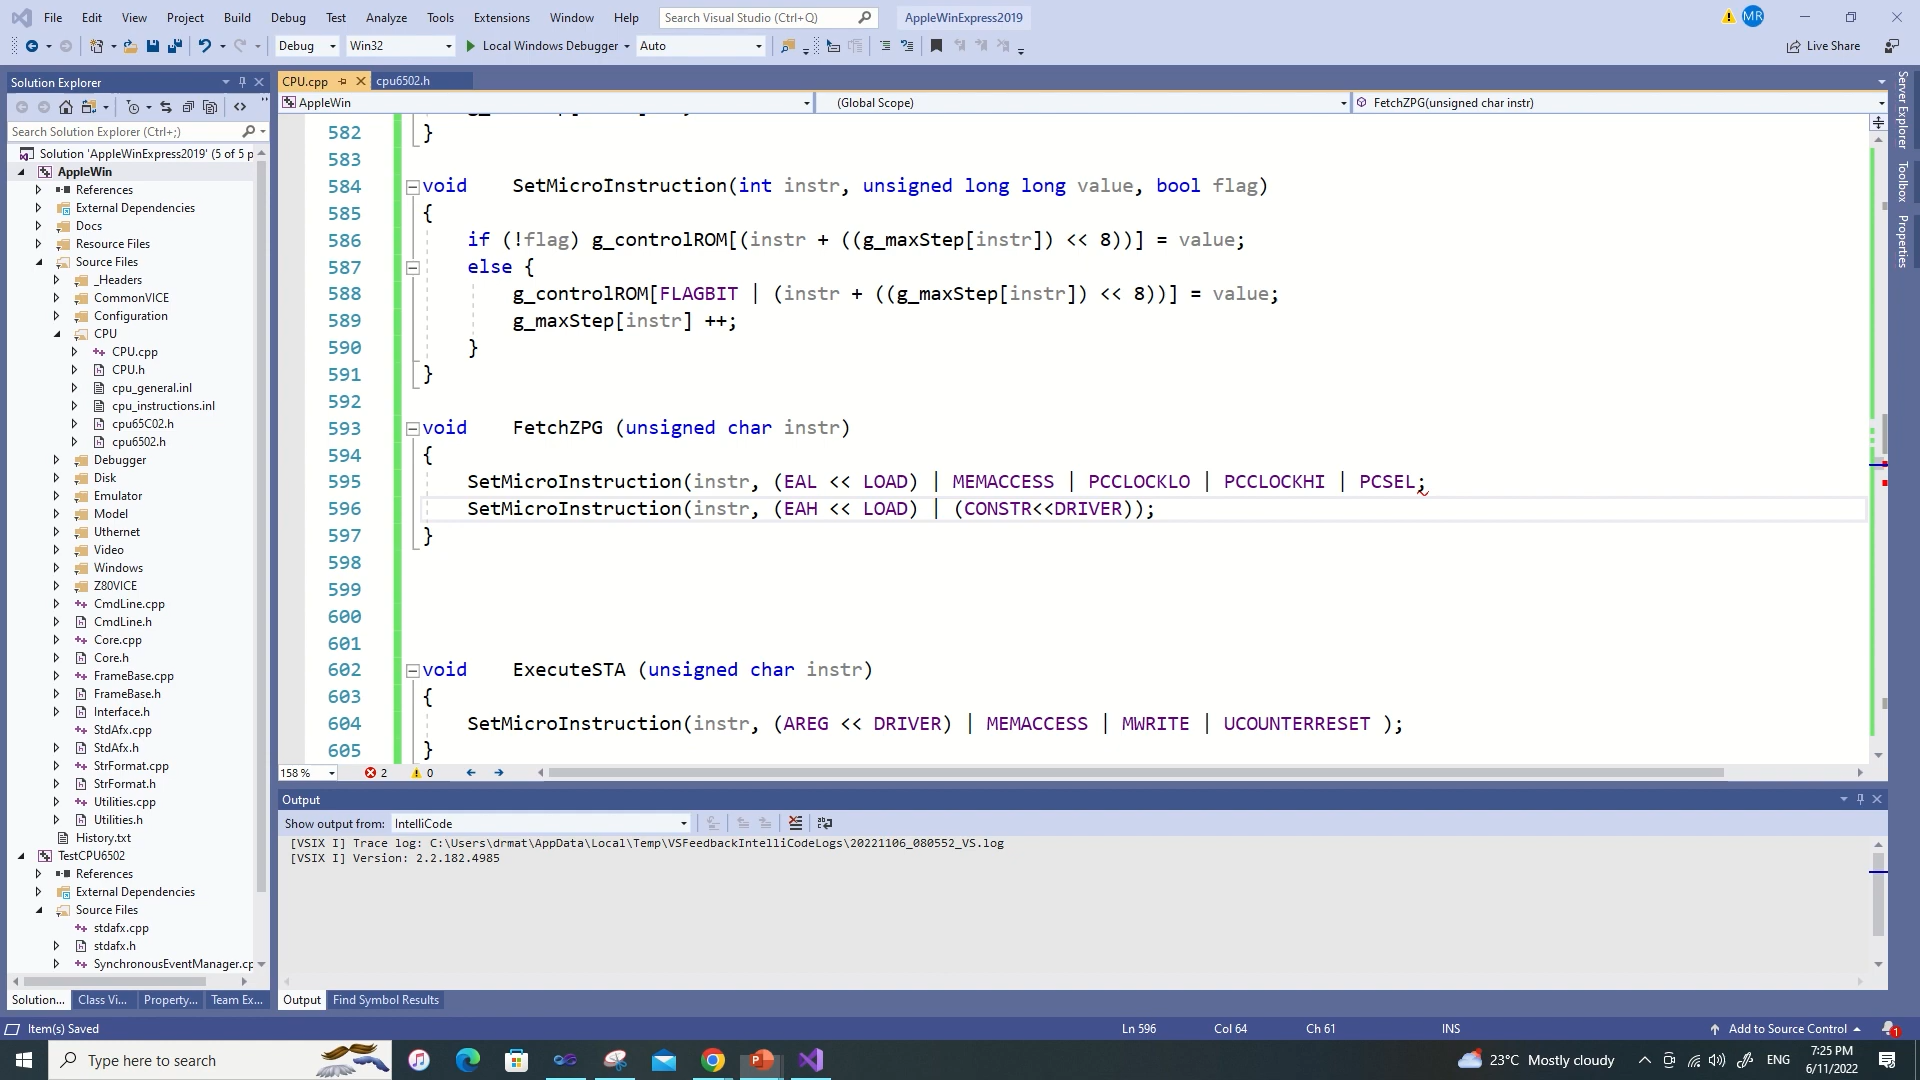 File Edit View Project Build Debug Test Analyze Tools Extensions Window Help Search Visual Studio (Ctrl+Q) AppleWinExpress2019 MR
Debug Win32 Local Windows Debugger Auto Live Share
Solution Explorer
Search Solution Explorer (Ctrl+;)
Solution 'AppleWinExpress2019' (5 of 5 p
AppleWin
References
External Dependencies
Docs
Resource Files
Source Files
_Headers
CommonVICE
Configuration
CPU
CPU.cpp
CPU.h
cpu_general.inl
cpu_instructions.inl
cpu65C02.h
cpu6502.h
Debugger
Disk
Emulator
Model
Uthernet
Video
Windows
Z80VICE
CmdLine.cpp
CmdLine.h
Core.cpp
Core.h
FrameBase.cpp
FrameBase.h
Interface.h
StdAfx.cpp
StdAfx.h
StrFormat.cpp
StrFormat.h
Utilities.cpp
Utilities.h
History.txt
TestCPU6502
References
External Dependencies
Source Files
stdafx.cpp
stdafx.h
SynchronousEventManager.cp
Solution... Class Vi... Property... Team Ex...
CPU.cpp cpu6502.h
AppleWin (Global Scope) FetchZPG(unsigned char instr)
582 }
583
584 void SetMicroInstruction(int instr, unsigned long long value, bool flag)
585 {
586 if (!flag) g_controlROM[(instr + ((g_maxStep[instr]) << 8))] = value;
587 else {
588 g_controlROM[FLAGBIT | (instr + ((g_maxStep[instr]) << 8))] = value;
589 g_maxStep[instr] ++;
590 }
591 }
592
593 void FetchZPG (unsigned char instr)
594 {
595 SetMicroInstruction(instr, (EAL << LOAD) | MEMACCESS | PCCLOCKLO | PCCLOCKHI | PCSEL;
596 SetMicroInstruction(instr, (EAH << LOAD) | (CONSTR<<DRIVER));
597 }
598
599
600
601
602 void ExecuteSTA (unsigned char instr)
603 {
604 SetMicroInstruction(instr, (AREG << DRIVER) | MEMACCESS | MWRITE | UCOUNTERRESET );
605 }
158 % 2 0
Output
Show output from: IntelliCode
[VSIX I] Trace log: C:\Users\drmat\AppData\Local\Temp\VSFeedbackIntelliCodeLogs\20221106_080552_VS.log
[VSIX I] Version: 2.2.182.4985
Output Find Symbol Results
Server Explorer
Toolbox
Properties
Item(s) Saved Ln 596 Col 64 Ch 61 INS Add to Source Control 1
Type here to search 23°C Mostly cloudy ENG 7:25 PM
6/11/2022